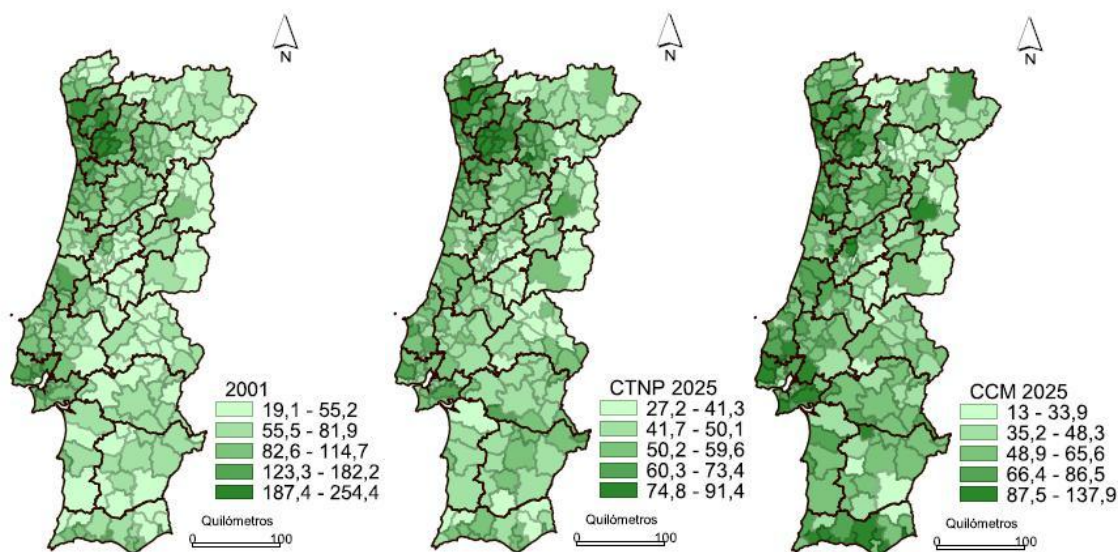 N
N
N
2001
19,1 - 55,2
55,5 - 81,9
82,6 - 114,7
123,3 - 182,2
187,4 - 254,4
Quilómetros
0 100
CTNP 2025
27,2 - 41,3
41,7 - 50,1
50,2 - 59,6
60,3 - 73,4
74,8 - 91,4
Quilómetros
0 100
CCM 2025
13 - 33,9
35,2 - 48,3
48,9 - 65,6
66,4 - 86,5
87,5 - 137,9
Quilómetros
0 100